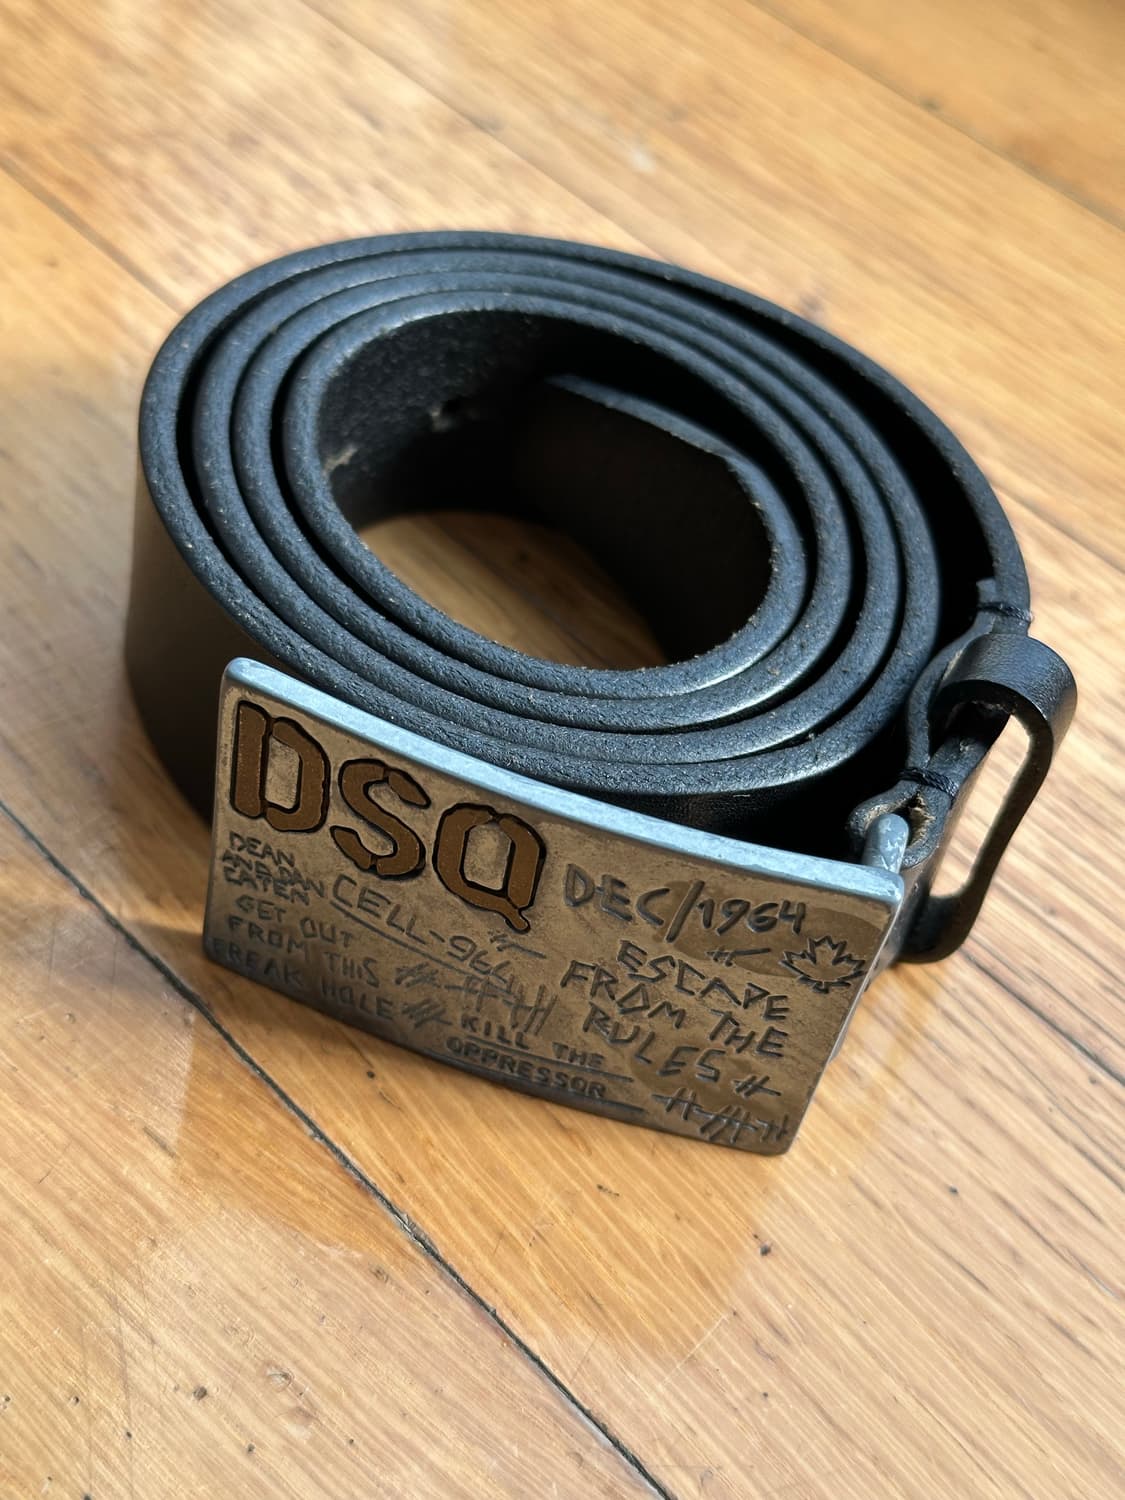 DSQ
DEAN
AND DAN
CATEN
CELL-964
GET OUT
FROM THIS
FREAK HOLE
KILL THE
OPPRESSOR
DEC/1964
ESCAPE
FROM THE
RULES